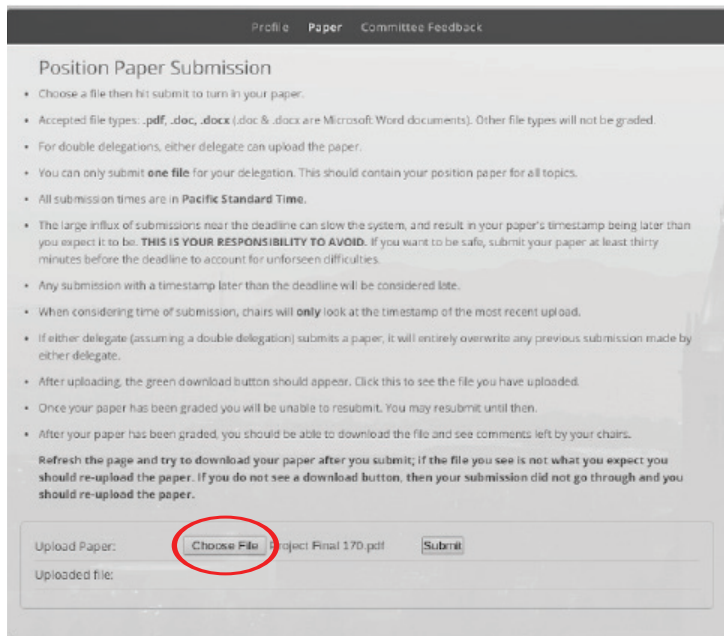 Profile Paper Committee Feedback
Position Paper Submission
• Choose a file then hit submit to turn in your paper.
• Accepted file types: .pdf, .doc, .docx (.doc & .docx are Microsoft Word documents). Other file types will not be graded.
• For double delegations, either delegate can upload the paper.
• You can only submit one file for your delegation. This should contain your position paper for all topics.
• All submission times are in Pacific Standard Time.
• The large influx of submissions near the deadline can slow the system, and result in your paper's timestamp being later than
you expect it to be. THIS IS YOUR RESPONSIBILITY TO AVOID. If you want to be safe, submit your paper at least thirty
minutes before the deadline to account for unforseen difficulties.
• Any submission with a timestamp later than the deadline will be considered late.
• When considering time of submission, chairs will only look at the timestamp of the most recent upload.
• If either delegate (assuming a double delegation) submits a paper, it will entirely overwrite any previous submission made by
either delegate.
• After uploading, the green download button should appear. Click this to see the file you have uploaded.
• Once your paper has been graded you will be unable to resubmit. You may resubmit until then.
• After your paper has been graded, you should be able to download the file and see comments left by your chairs.
Refresh the page and try to download your paper after you submit; if the file you see is not what you expect you
should re-upload the paper. If you do not see a download button, then your submission did not go through and you
should re-upload the paper.
Upload Paper: Choose File Project Final 170.pdf Submit
Uploaded file: